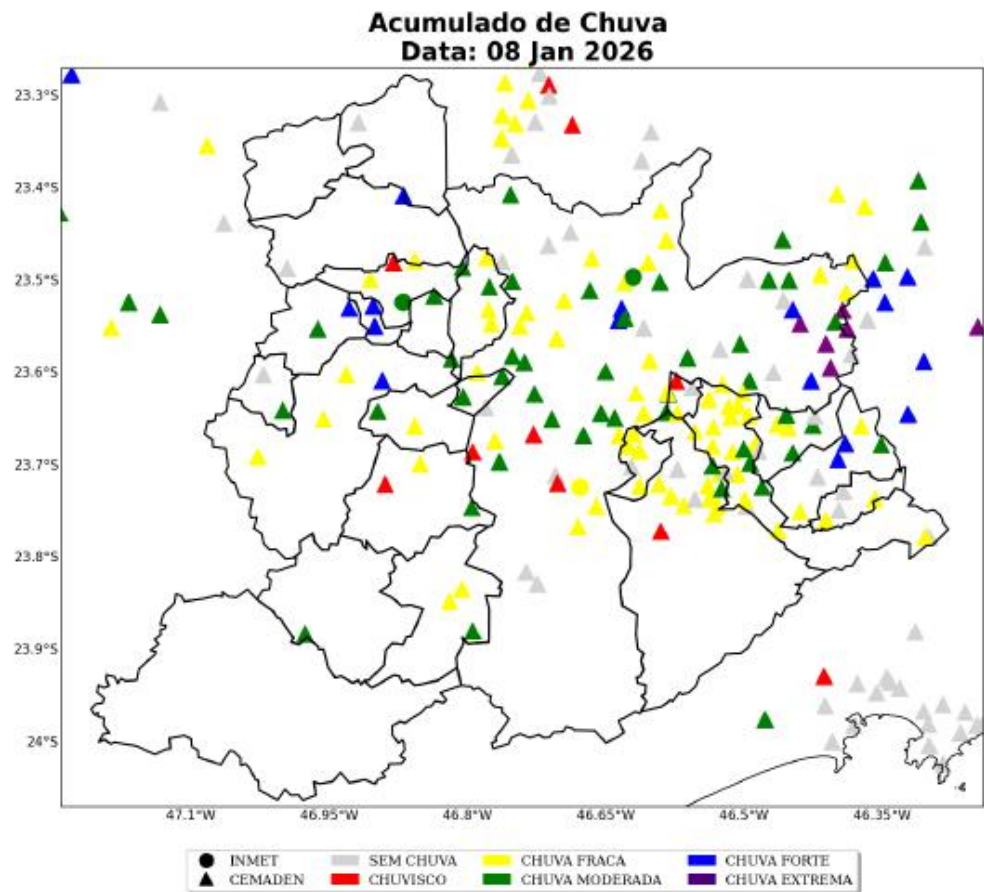 Acumulado de Chuva
Data: 08 Jan 2026
23.3°S
23.4°S
23.5°S
23.6°S
23.7°S
23.8°S
23.9°S
24°S
47.1°W 46.95°W 46.8°W 46.65°W 46.5°W 46.35°W
INMET SEM CHUVA CHUVA FRACA CHUVA FORTE
CEMADEN CHUVISCO CHUVA MODERADA CHUVA EXTREMA